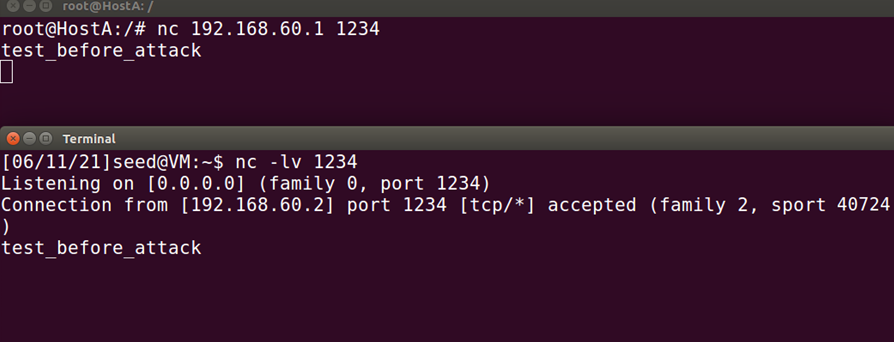 root@HostA: /
root@HostA:/# nc 192.168.60.1 1234
test_before_attack
Terminal
[06/11/21]seed@VM:~$ nc -lv 1234
Listening on [0.0.0.0] (family 0, port 1234)
Connection from [192.168.60.2] port 1234 [tcp/*] accepted (family 2, sport 40724
)
test_before_attack